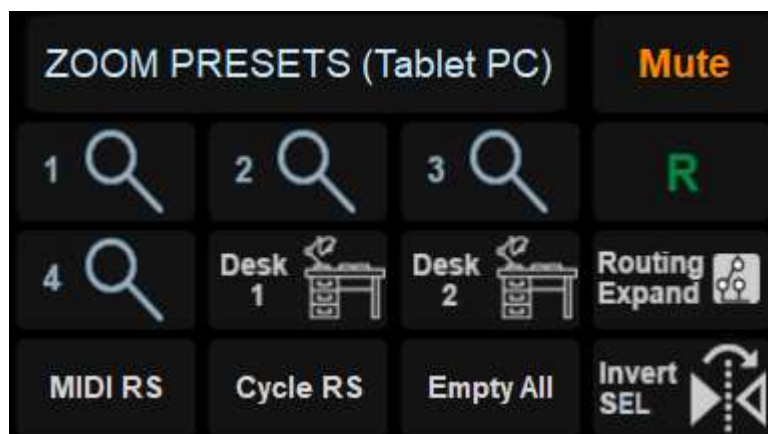 ZOOM PRESETS (Tablet PC)
Mute
1
2
3
R
4
Desk
1
Desk
2
Routing
Expand
MIDI RS
Cycle RS
Empty All
Invert
SEL